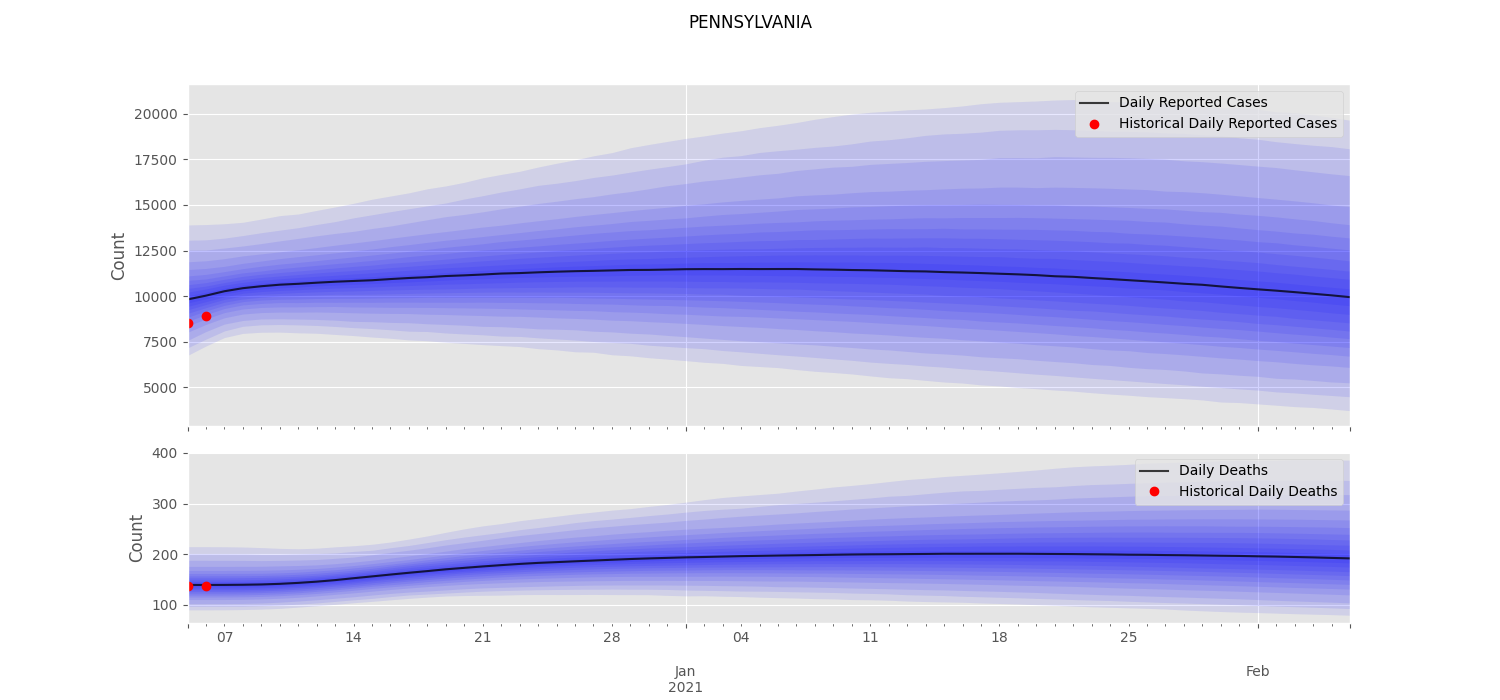 PENNSYLVANIA
Daily Reported Cases
Historical Daily Reported Cases
20000
17500
15000
12500
10000
7500
5000
Count
Daily Deaths
Historical Daily Deaths
400
300
200
100
Count
07 14 21 28 04 11 18 25
Jan Feb
2021